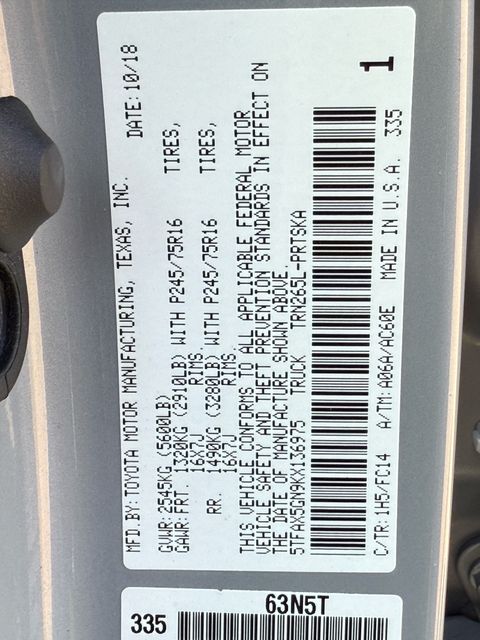 MFD.BY: TOYOTA MOTOR MANUFACTURING, TEXAS, INC. DATE: 10/18
GVWR: 2545KG (5600LB)
GAWR: FRT. 1320KG (2910LB) WITH P245/75R16 TIRES,
16X7J RIMS.
RR. 1490KG (3280LB) WITH P245/75R16 TIRES,
16X7J RIMS.
THIS VEHICLE CONFORMS TO ALL APPLICABLE FEDERAL MOTOR
VEHICLE SAFETY AND THEFT PREVENTION STANDARDS IN EFFECT ON
THE DATE OF MANUFACTURE SHOWN ABOVE.
5TFAX5GN9KX136975 TRUCK TRN265L-PRTSKA
1
C/TR: 1H5/FC14 A/TM: A06A/AC60E MADE IN U.S.A. 335
63N5T
335